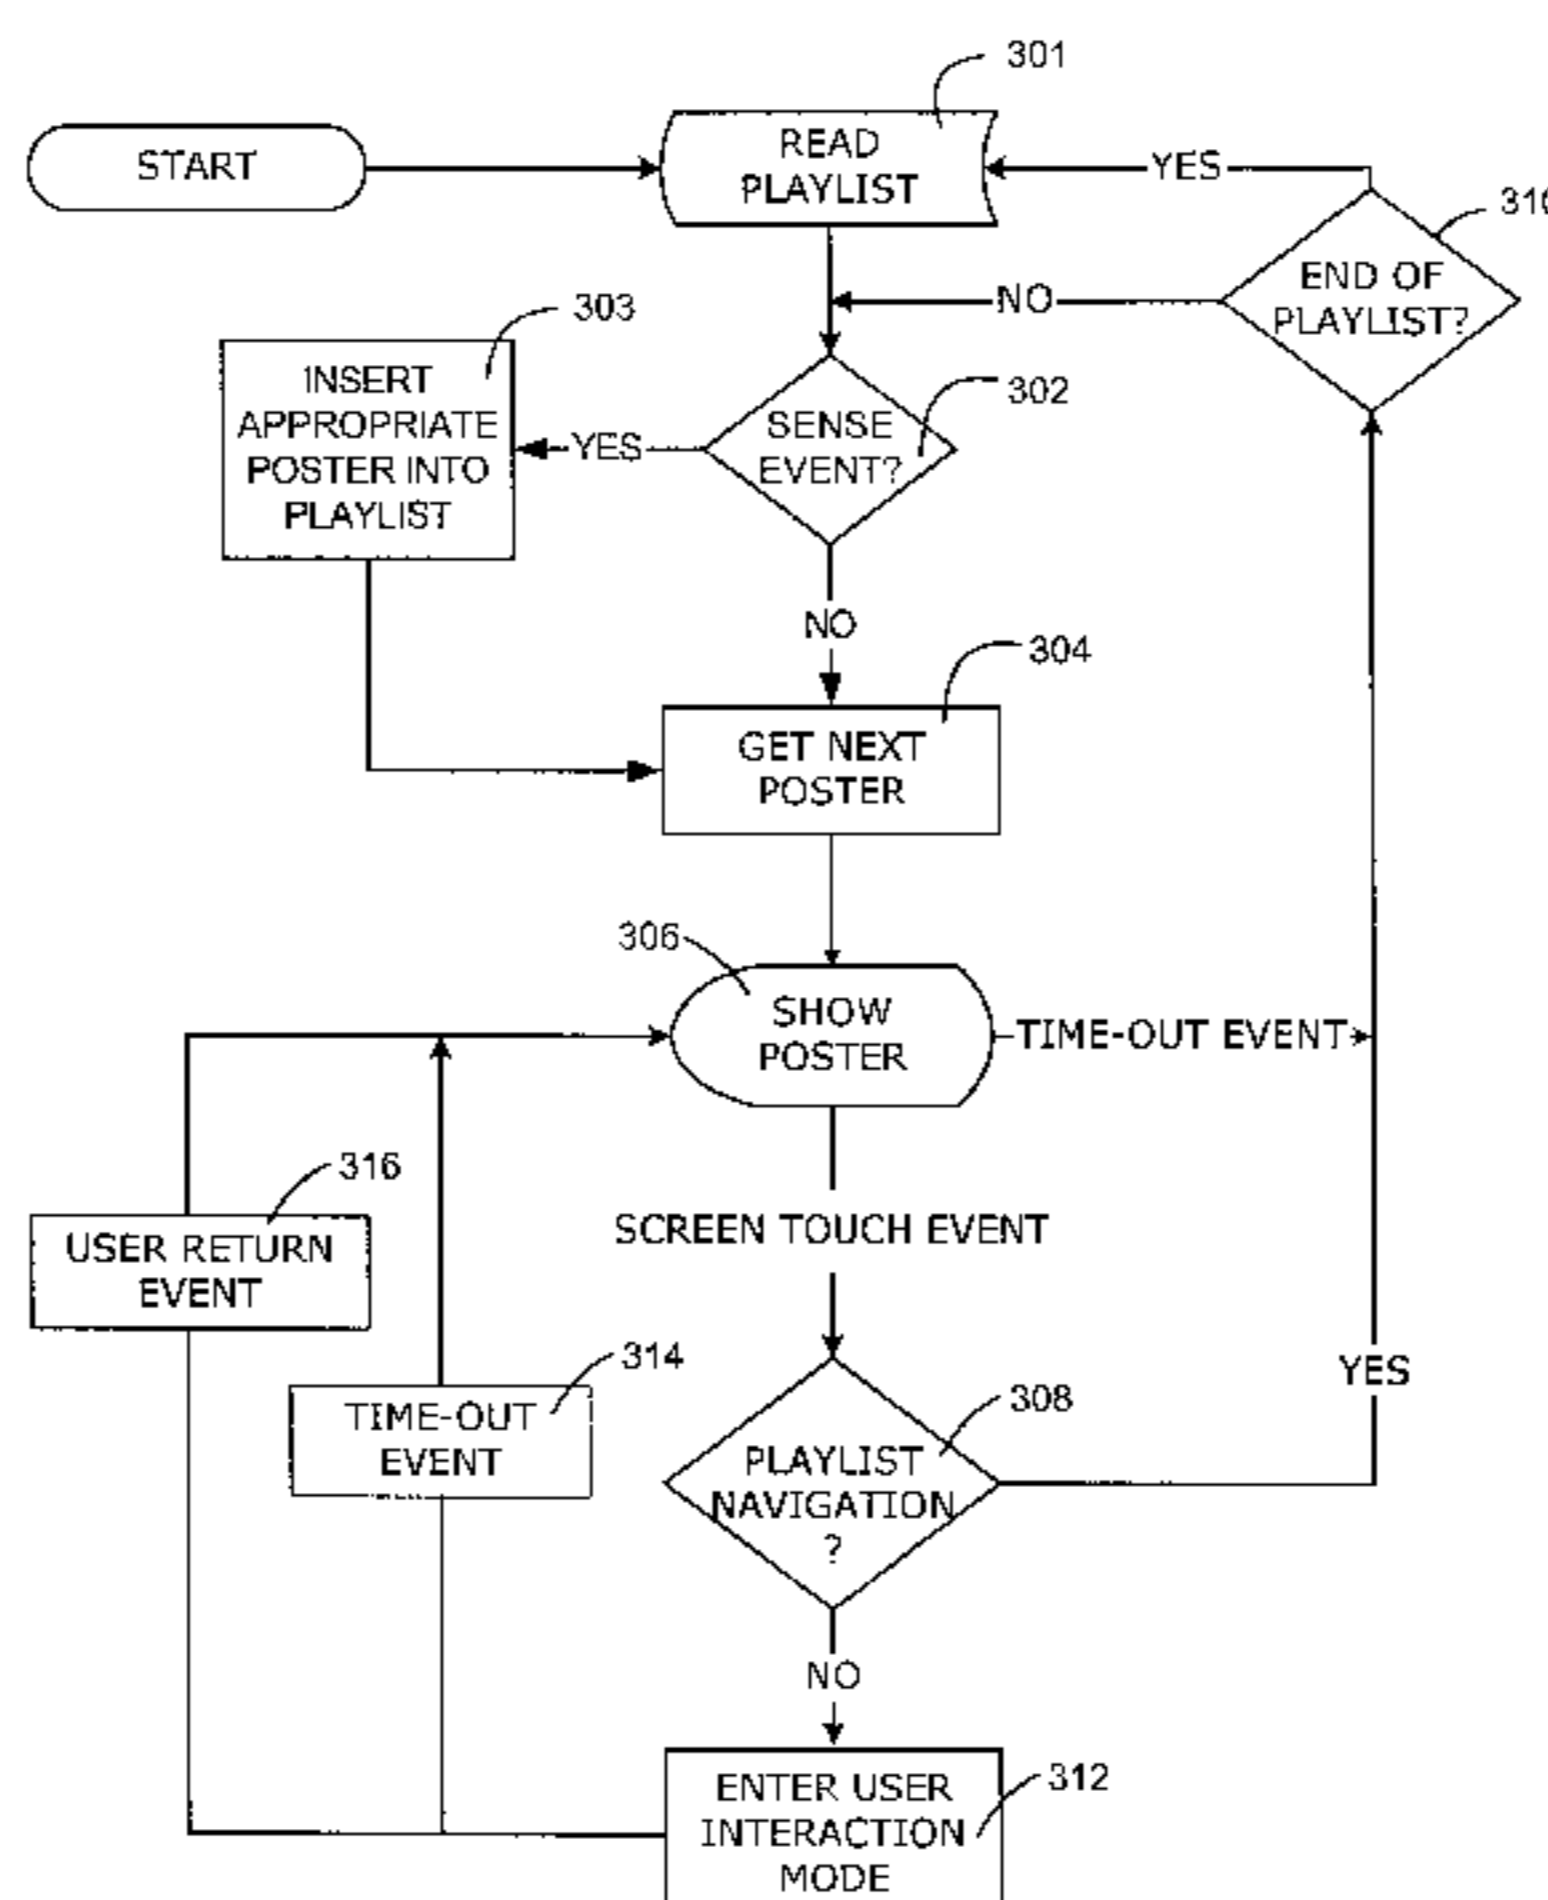 301
START
READ
PLAYLIST
YES
310
END OF
PLAYLIST?
NO
303
INSERT
APPROPRIATE
POSTER INTO
PLAYLIST
302
SENSE
EVENT?
YES
NO
304
GET NEXT
POSTER
306
SHOW
POSTER
TIME-OUT EVENT
316
USER RETURN
EVENT
SCREEN TOUCH EVENT
314
TIME-OUT
EVENT
308
PLAYLIST
NAVIGATION
?
YES
NO
312
ENTER USER
INTERACTION
MODE